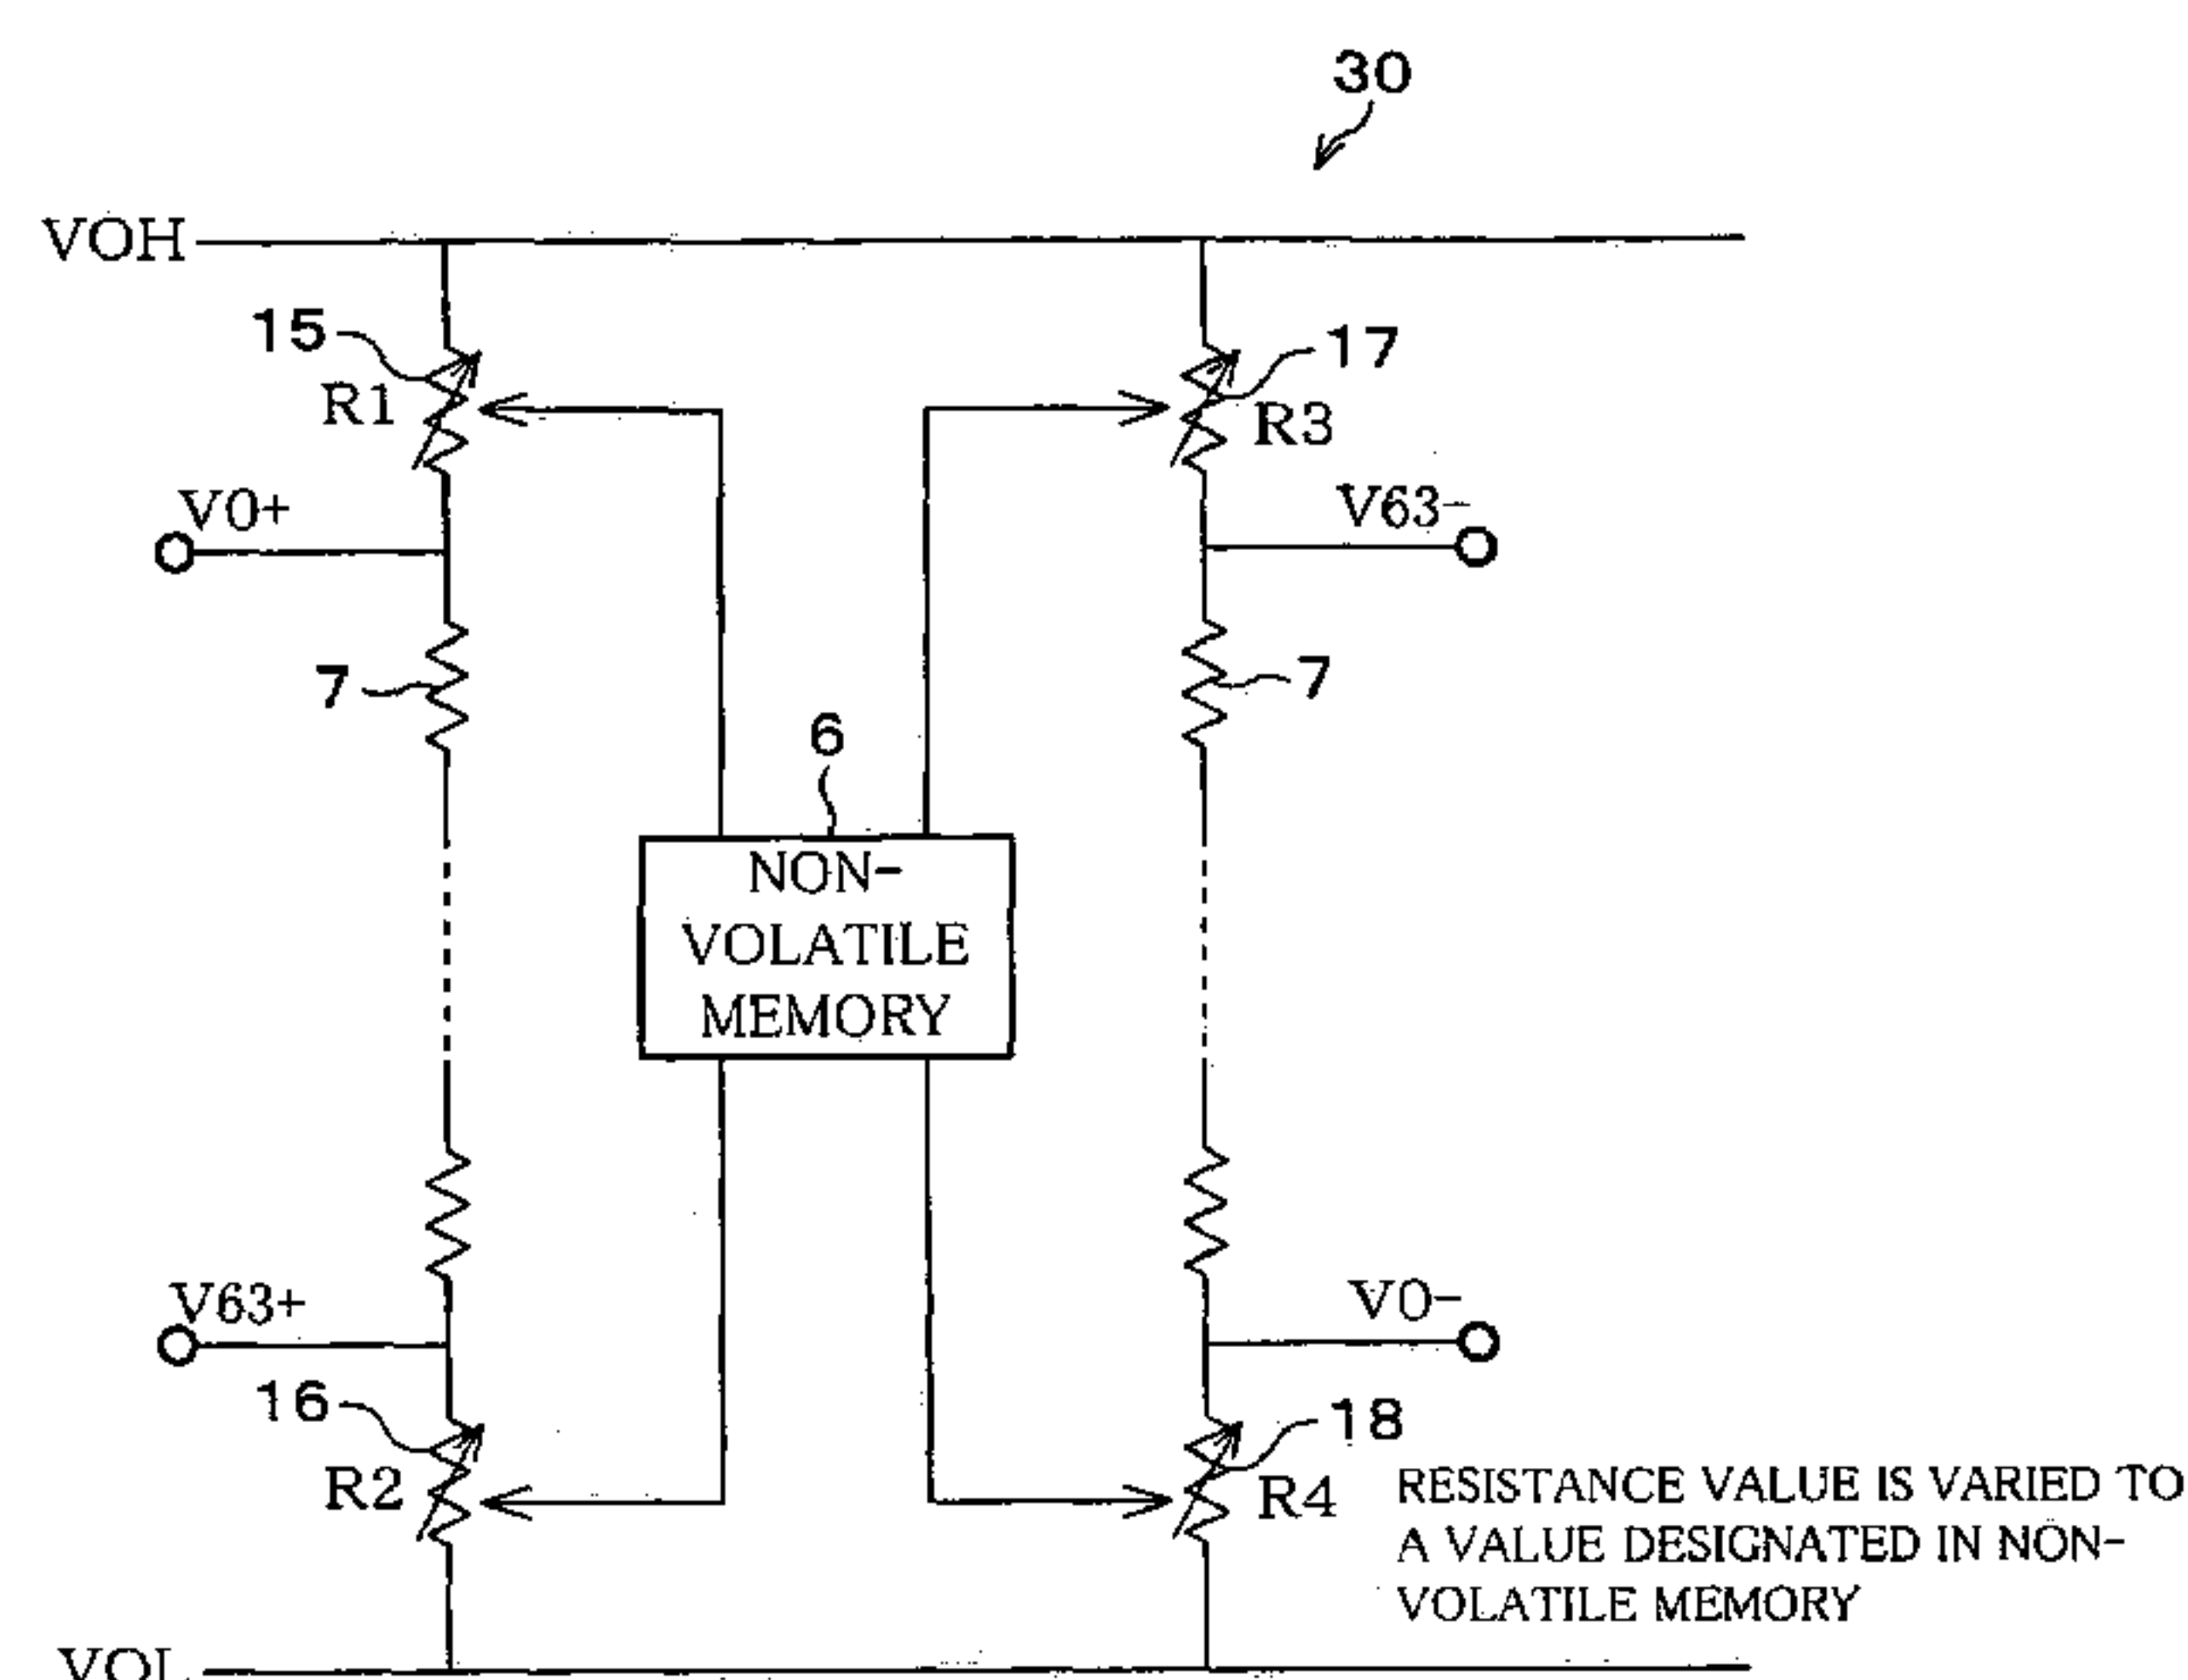 30
VOH
15
17
R1
R3
V0+
V63-
7
7
6
NON-
VOLATILE
MEMORY
V63+
V0-
16
18
R2
R4
RESISTANCE VALUE IS VARIED TO
A VALUE DESIGNATED IN NON-
VOLATILE MEMORY
VOL